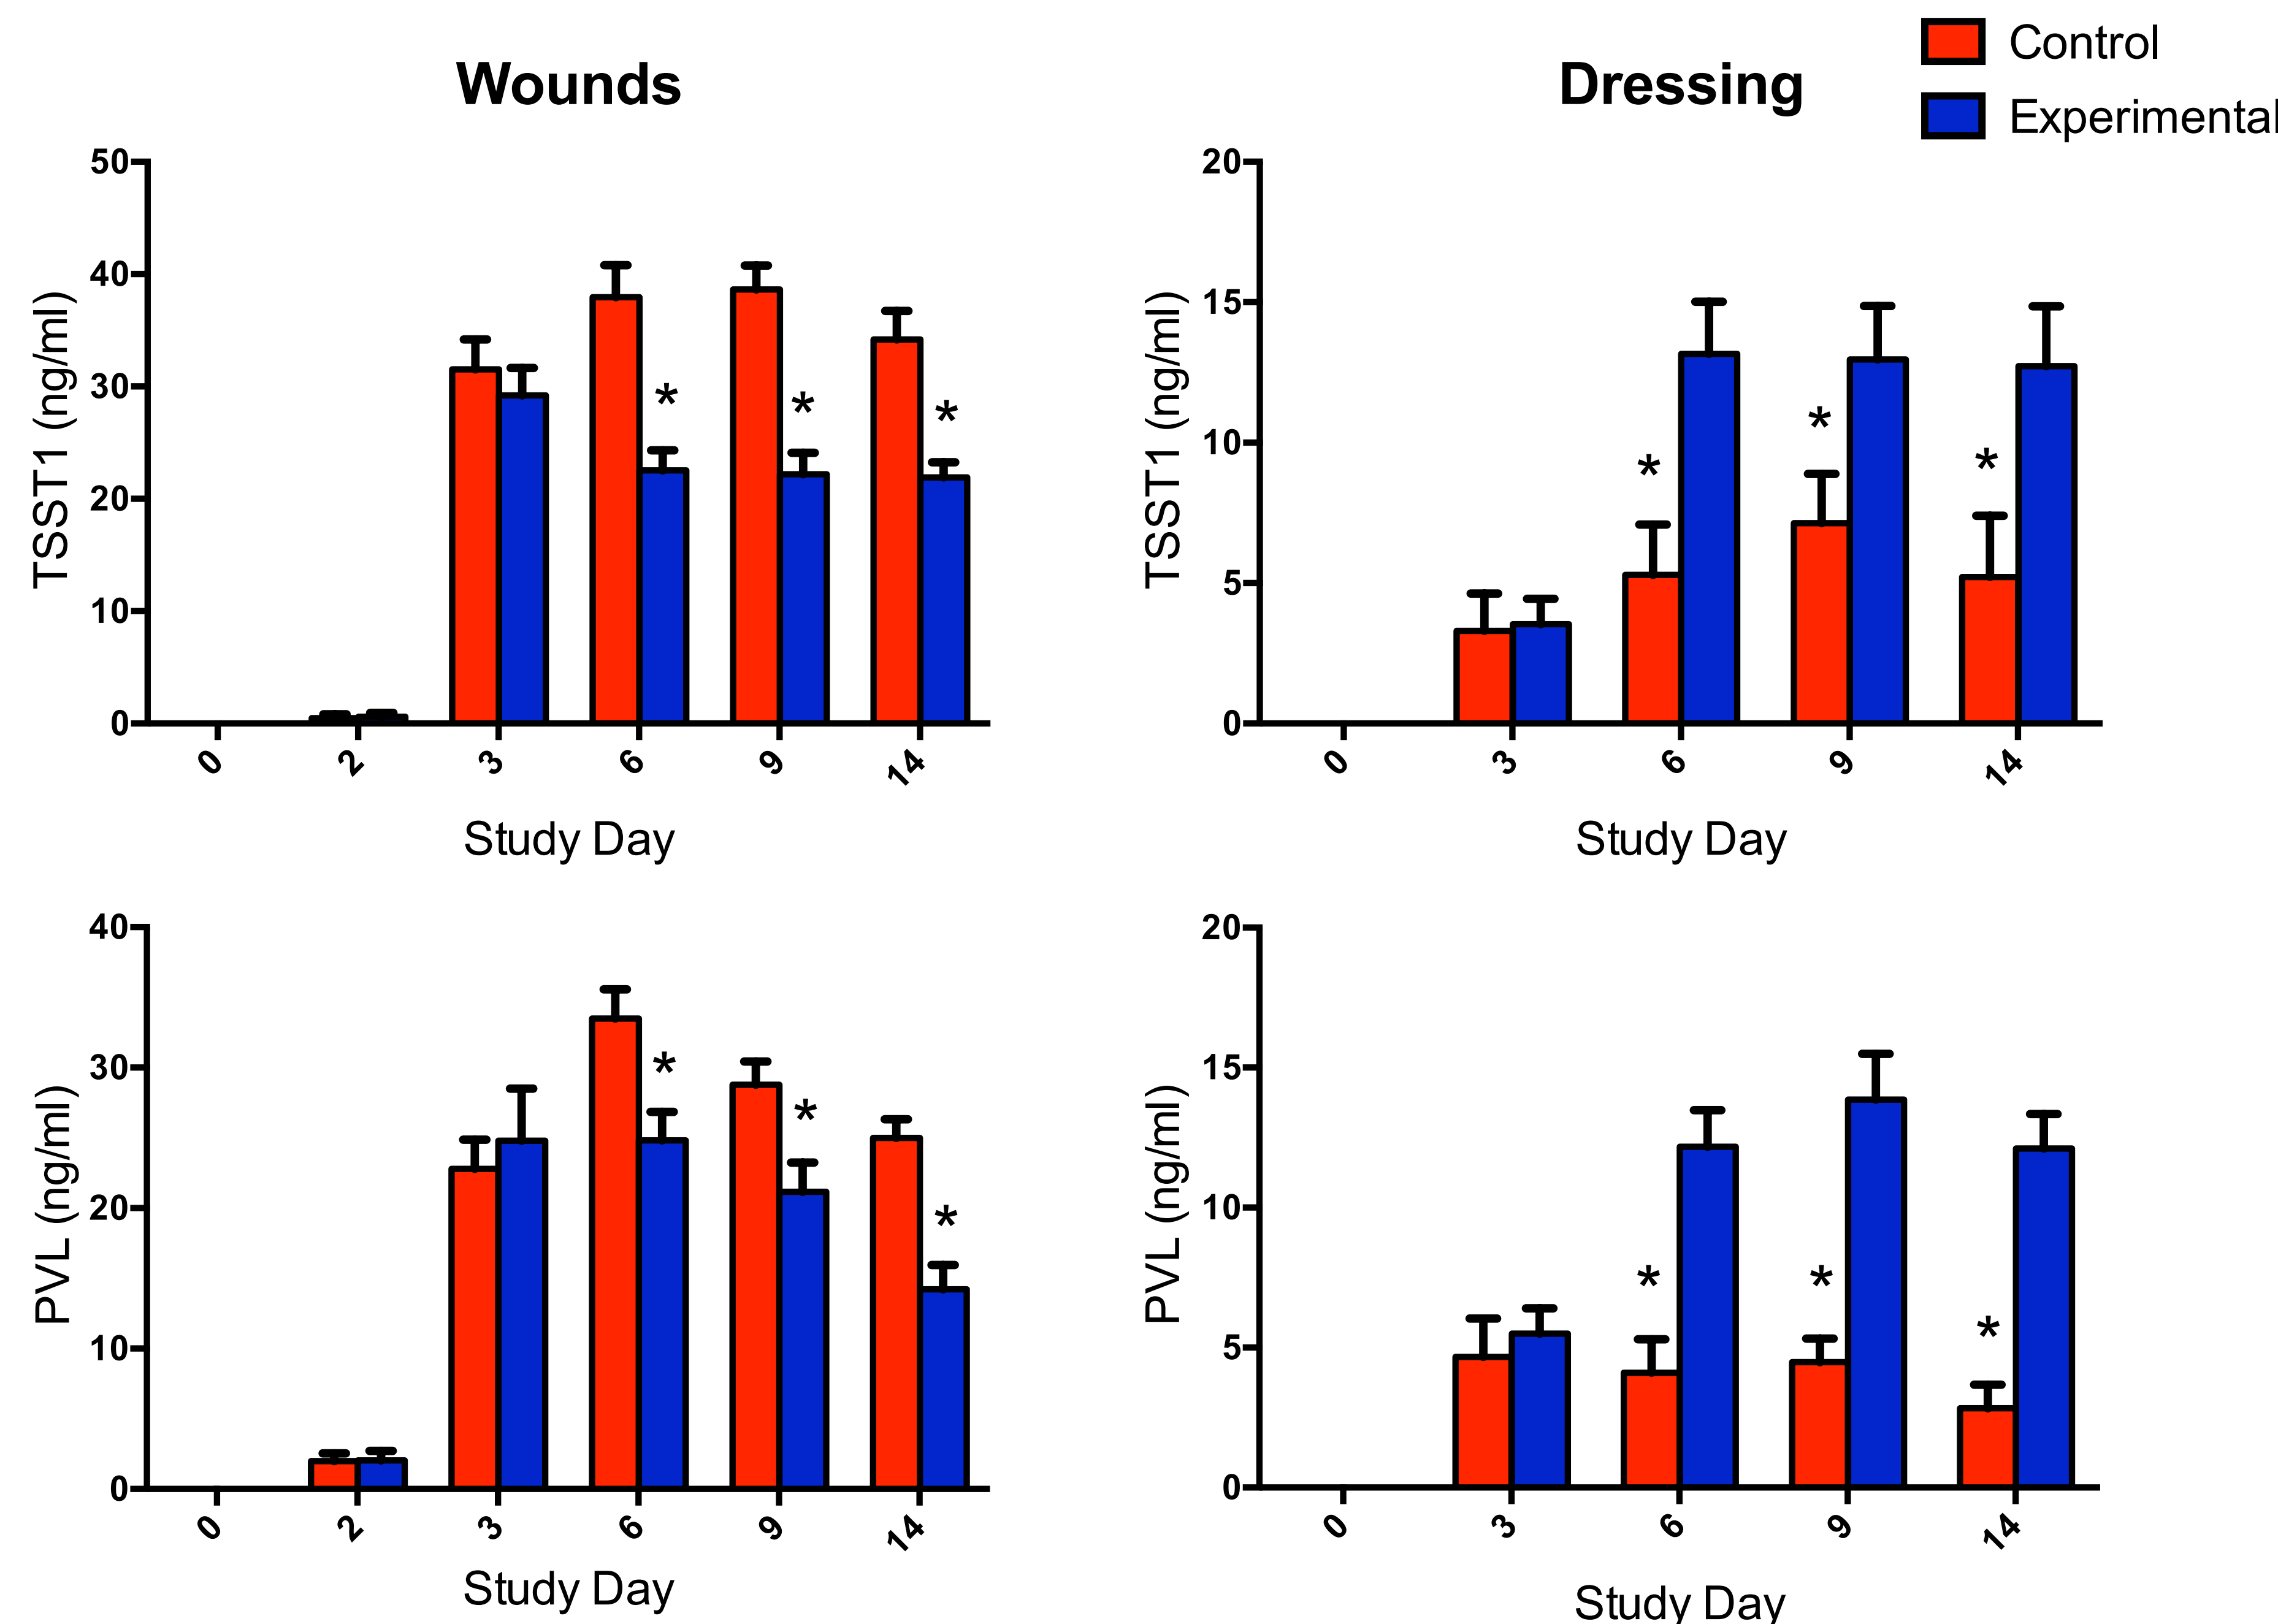 Wounds
Dressing
Control
Experimental
50
40
30
20
10
0
TSST1 (ng/ml)
*
*
*
0 2 3 6 9 14
Study Day
20
15
10
5
0
TSST1 (ng/ml)
*
*
*
0 3 6 9 14
Study Day
40
30
20
10
0
PVL (ng/ml)
*
*
*
0 2 3 6 9 14
Study Day
20
15
10
5
0
PVL (ng/ml)
*
*
*
0 3 6 9 14
Study Day